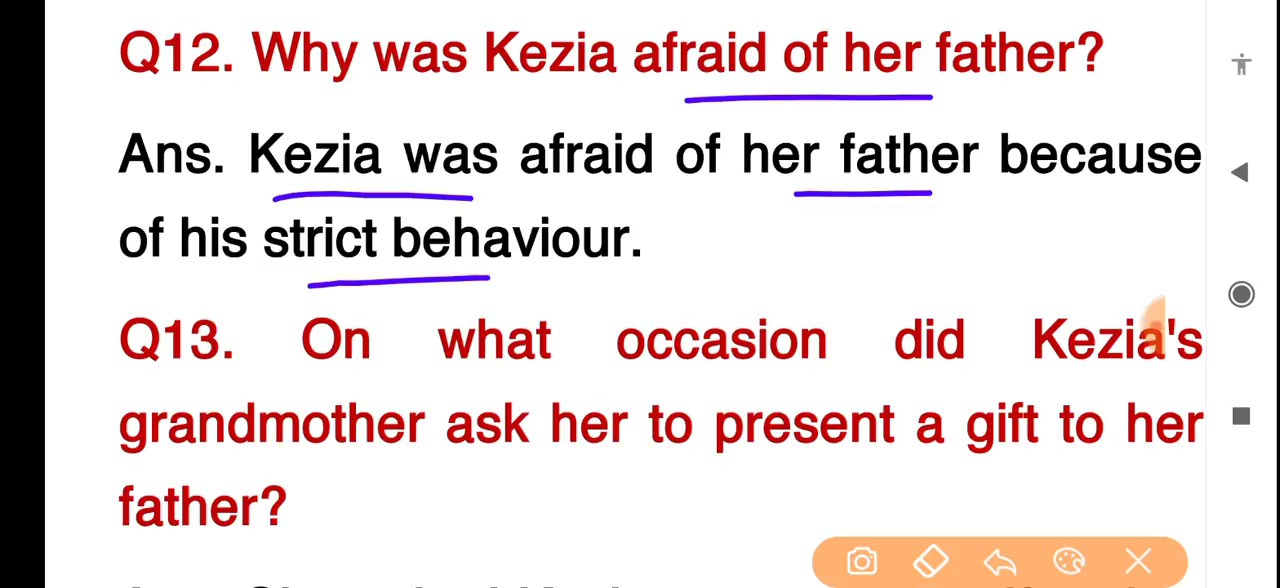 Q12. Why was Kezia afraid of her father?
Ans. Kezia was afraid of her father because
of his strict behaviour.
Q13. On what occasion did Kezia's
grandmother ask her to present a gift to her
father?